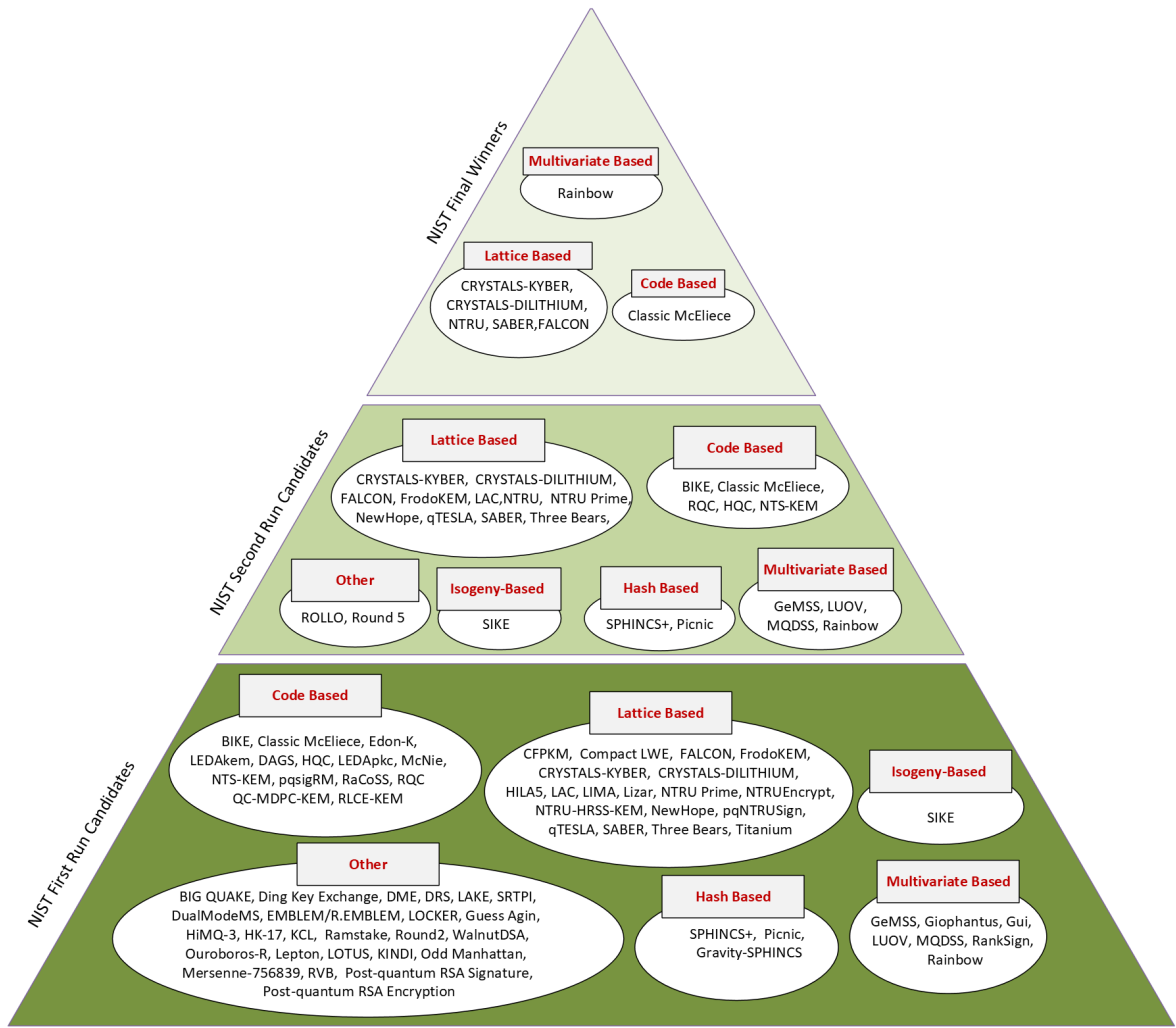 NIST Final Winners
Multivariate Based
Rainbow
Lattice Based
CRYSTALS-KYBER,
CRYSTALS-DILITHIUM,
NTRU, SABER,FALCON
Code Based
Classic McEliece
NIST Second Run Candidates
Lattice Based
CRYSTALS-KYBER, CRYSTALS-DILITHIUM,
FALCON, FrodoKEM, LAC,NTRU, NTRU Prime,
NewHope, qTESLA, SABER, Three Bears,
Code Based
BIKE, Classic McEliece,
RQC, HQC, NTS-KEM
Other
ROLLO, Round 5
Isogeny-Based
SIKE
Hash Based
SPHINCS+, Picnic
Multivariate Based
GeMSS, LUOV,
MQDSS, Rainbow
NIST First Run Candidates
Code Based
BIKE, Classic McEliece, Edon-K,
LEDAkem, DAGS, HQC, LEDApkc, McNie,
NTS-KEM, pqsigRM, RaCoSS, RQC
QC-MDPC-KEM, RLCE-KEM
Lattice Based
CFPKM, Compact LWE, FALCON, FrodoKEM,
CRYSTALS-KYBER, CRYSTALS-DILITHIUM,
HILA5, LAC, LIMA, Lizar, NTRU Prime, NTRUEncrypt,
NTRU-HRSS-KEM, NewHope, pqNTRUSign,
qTESLA, SABER, Three Bears, Titanium
Isogeny-Based
SIKE
Other
BIG QUAKE, Ding Key Exchange, DME, DRS, LAKE, SRTPI,
DualModeMS, EMBLEM/R.EMBLEM, LOCKER, Guess Agin,
HiMQ-3, HK-17, KCL, Ramstake, Round2, WalnutDSA,
Ouroboros-R, Lepton, LOTUS, KINDI, Odd Manhattan,
Mersenne-756839, RVB, Post-quantum RSA Signature,
Post-quantum RSA Encryption
Hash Based
SPHINCS+, Picnic,
Gravity-SPHINCS
Multivariate Based
GeMSS, Giophantus, Gui,
LUOV, MQDSS, RankSign,
Rainbow